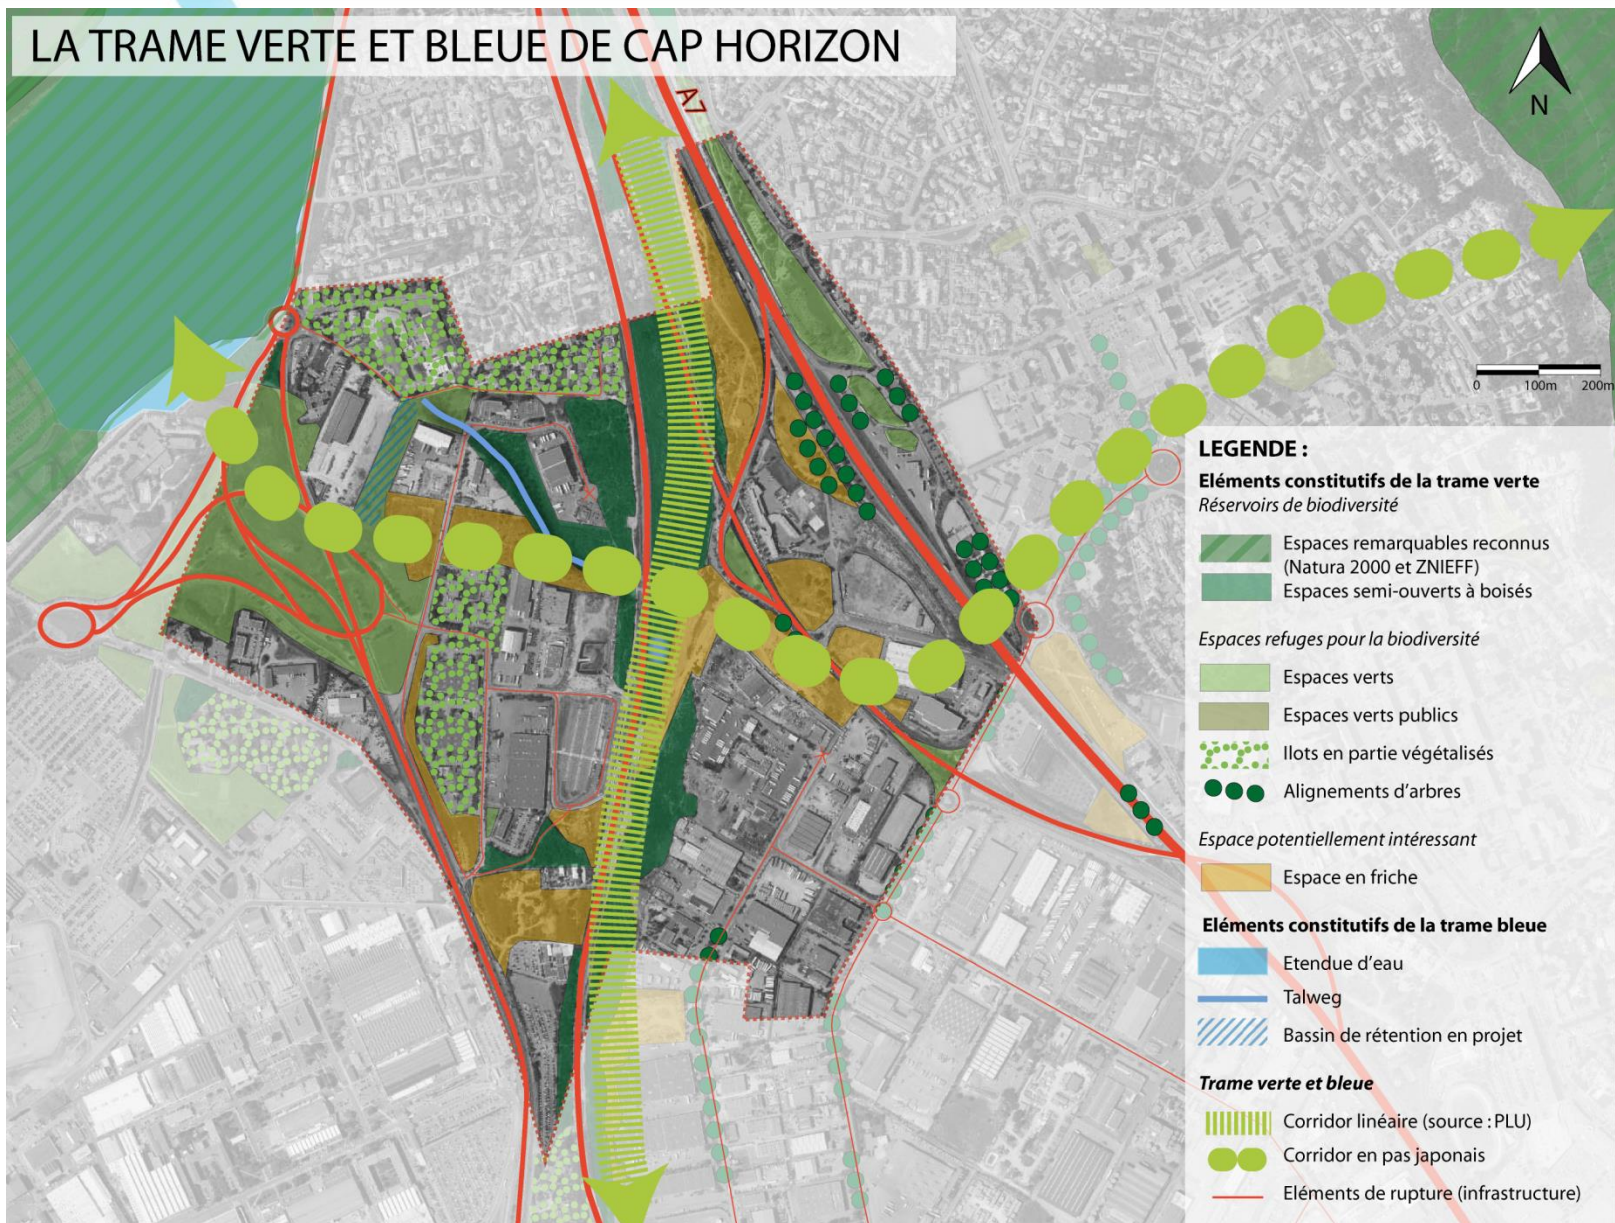 LA TRAME VERTE ET BLEUE DE CAP HORIZON
A7
N
0 100m 200m
LEGENDE :
Eléments constitutifs de la trame verte
Réservoirs de biodiversité
Espaces remarquables reconnus
(Natura 2000 et ZNIEFF)
Espaces semi-ouverts à boisés
Espaces refuges pour la biodiversité
Espaces verts
Espaces verts publics
Ilots en partie végétalisés
Alignements d'arbres
Espace potentiellement intéressant
Espace en friche
Eléments constitutifs de la trame bleue
Etendue d'eau
Talweg
Bassin de rétention en projet
Trame verte et bleue
Corridor linéaire (source : PLU)
Corridor en pas japonais
Eléments de rupture (infrastructure)